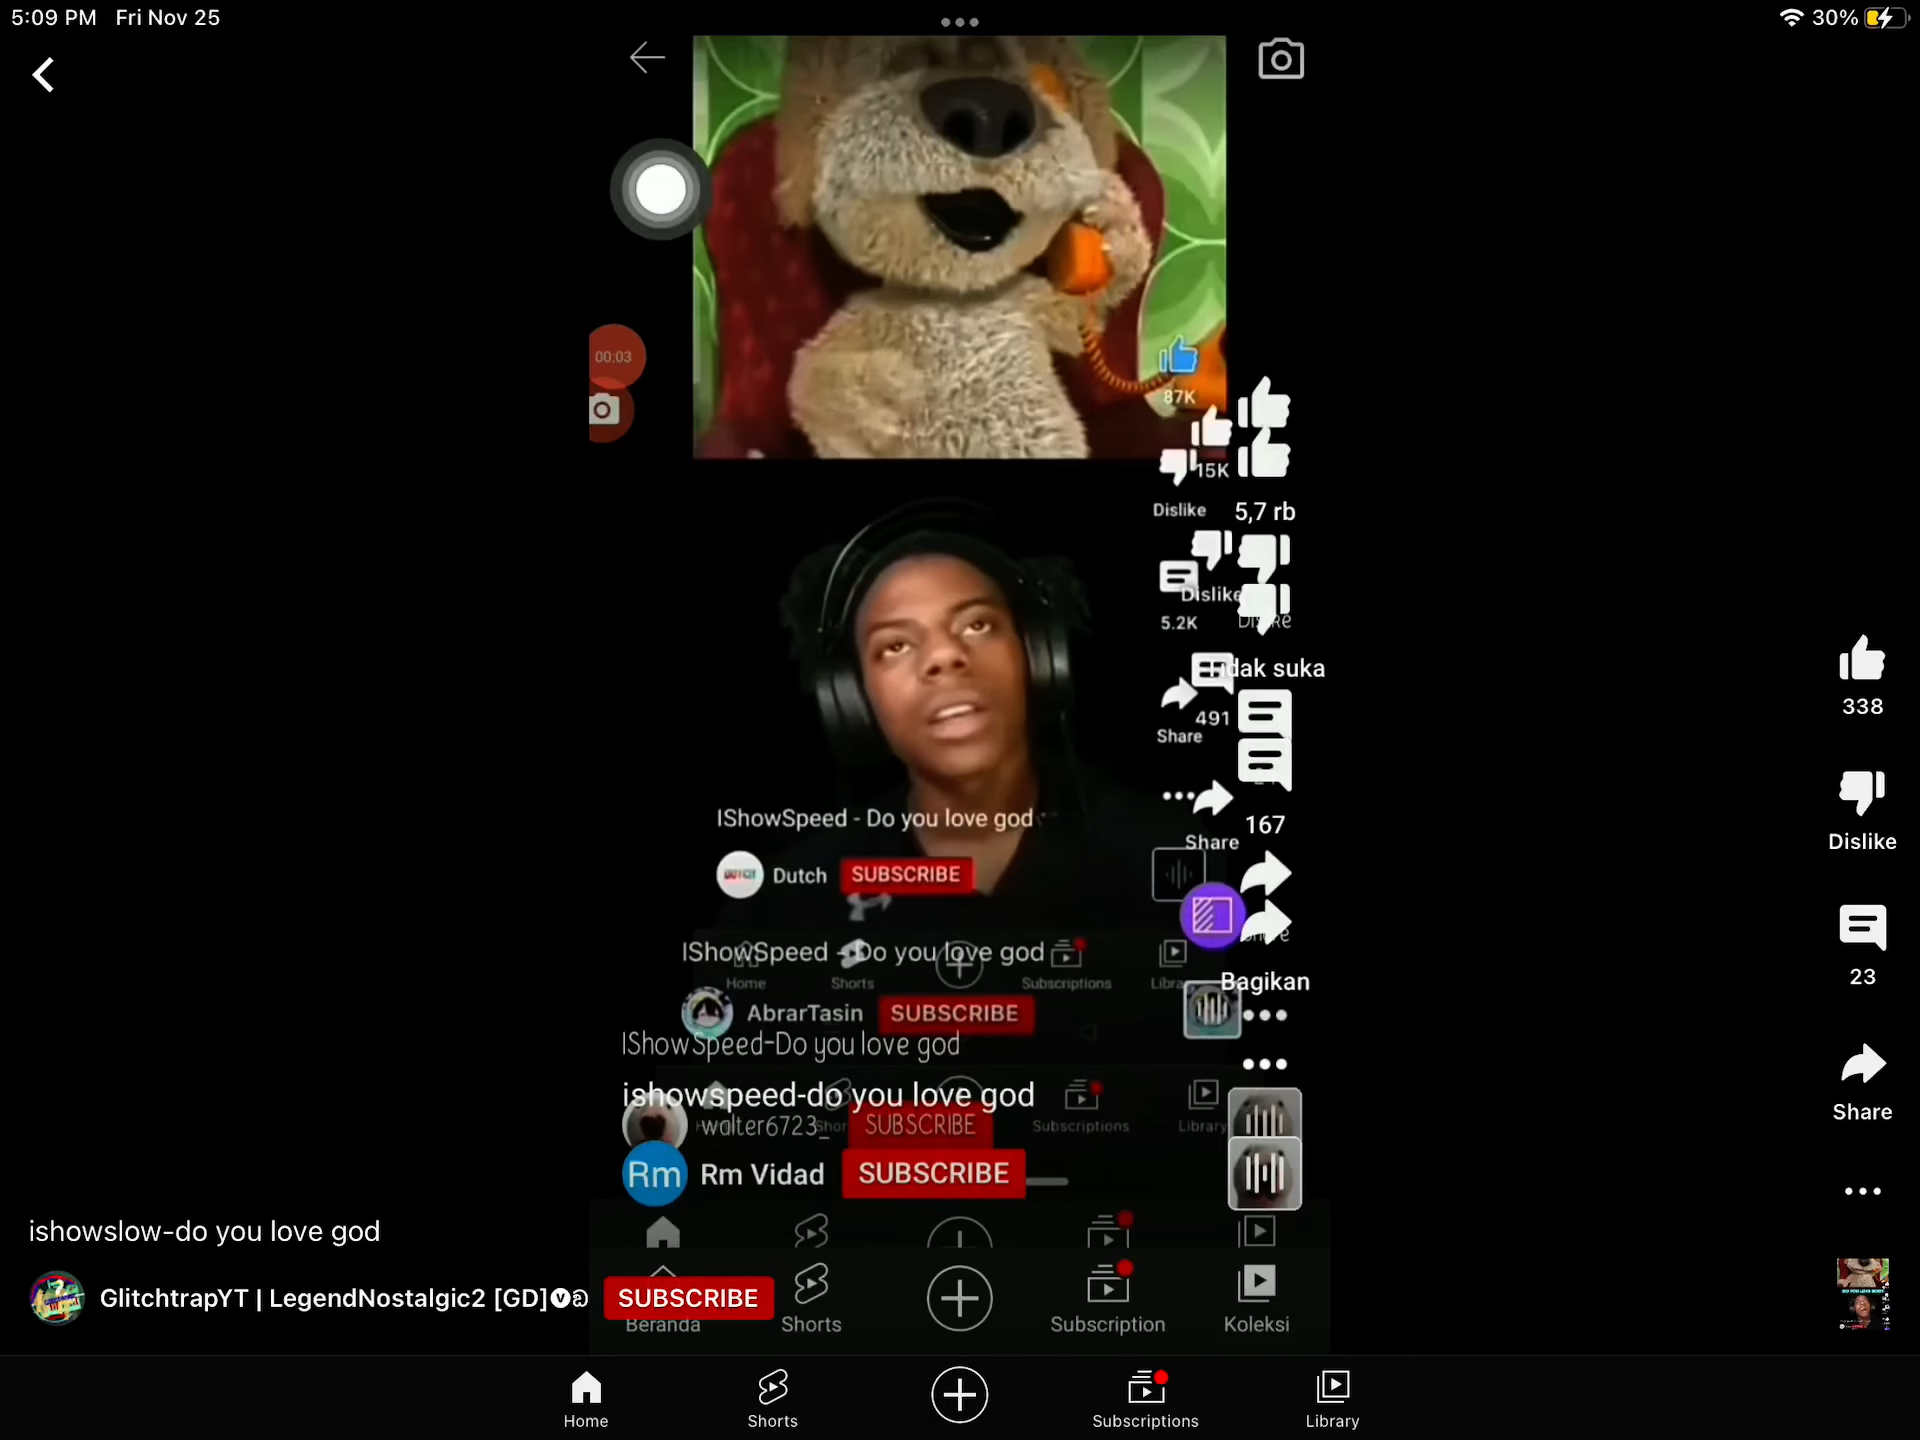 5:09 PM Fri Nov 25
30%
00:03
87K
15K
Dislike
5,7 rb
Dislike
5.2K
Tidak suka
491
Share
167
Share
IShowSpeed - Do you love god
Dutch SUBSCRIBE
IShowSpeed - Do you love god
Home Shorts Subscriptions
Bagikan
AbrarTasin SUBSCRIBE
IShowSpeed-Do you love god
ishowspeed-do you love god
walter6723_ SUBSCRIBE
Subscriptions Library
Rm Rm Vidad SUBSCRIBE
338
Dislike
23
Share
ishowslow-do you love god
GlitchtrapYT | LegendNostalgic2 [GD] SUBSCRIBE
Beranda Shorts Subscription Koleksi
Home Shorts Subscriptions Library